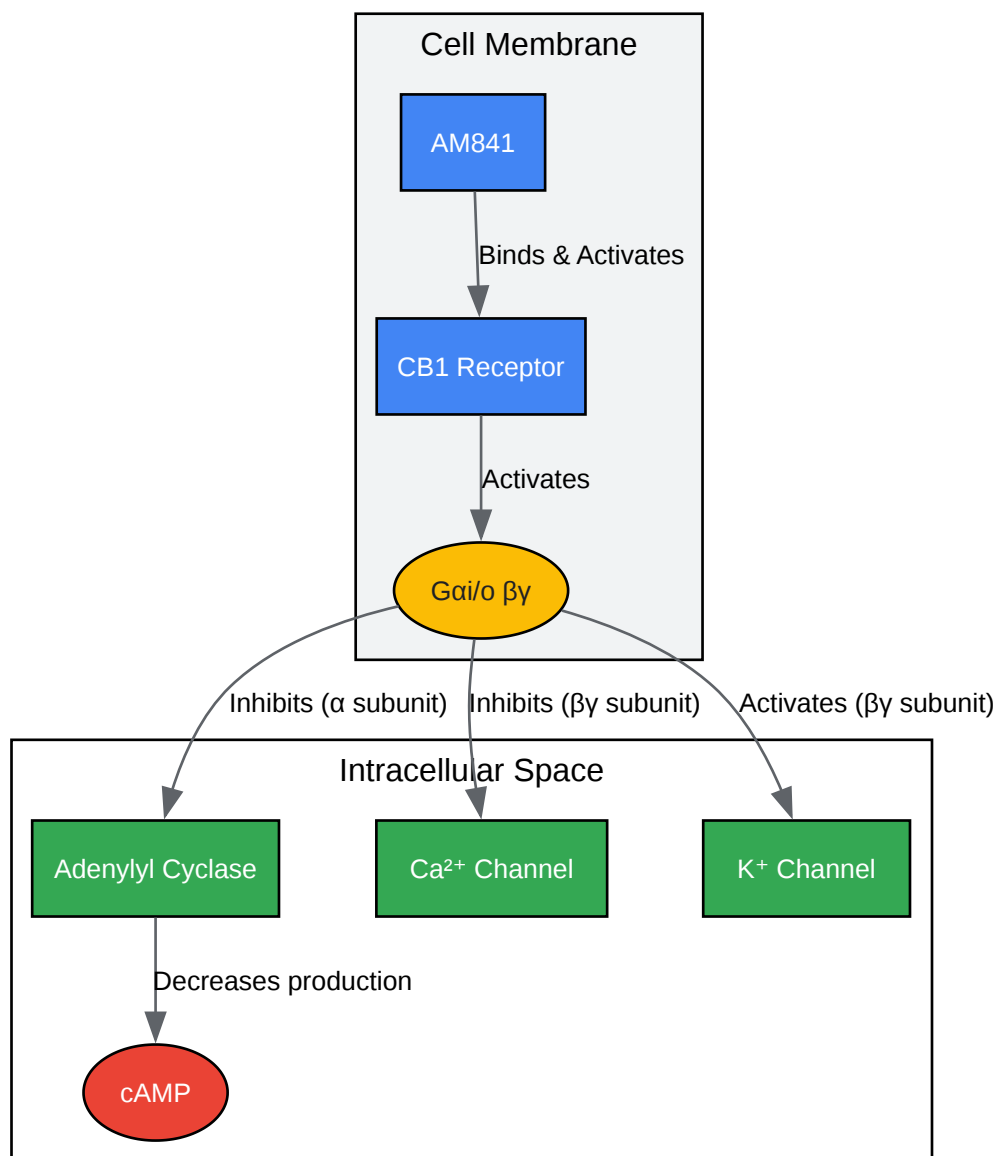 Cell Membrane
AM841
Binds & Activates
CB1 Receptor
Activates
Gαi/o βγ
Inhibits (α subunit)
Inhibits (βγ subunit)
Activates (βγ subunit)
Intracellular Space
Adenylyl Cyclase
Ca²⁺ Channel
K⁺ Channel
Decreases production
cAMP